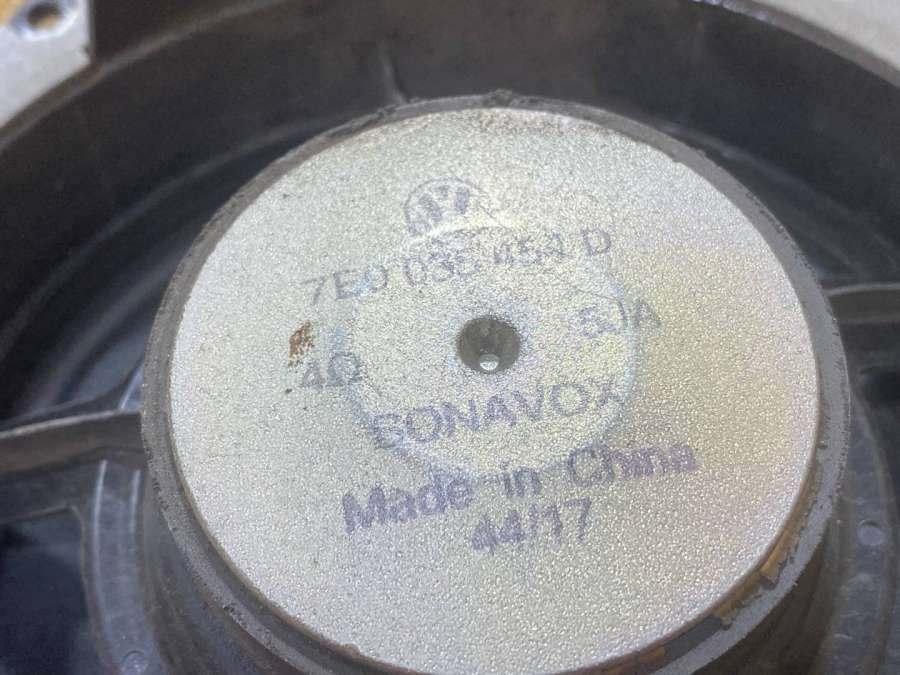 7E0 035 454 D
5JA
4Ω
SONAVOX
Made in China
44/17